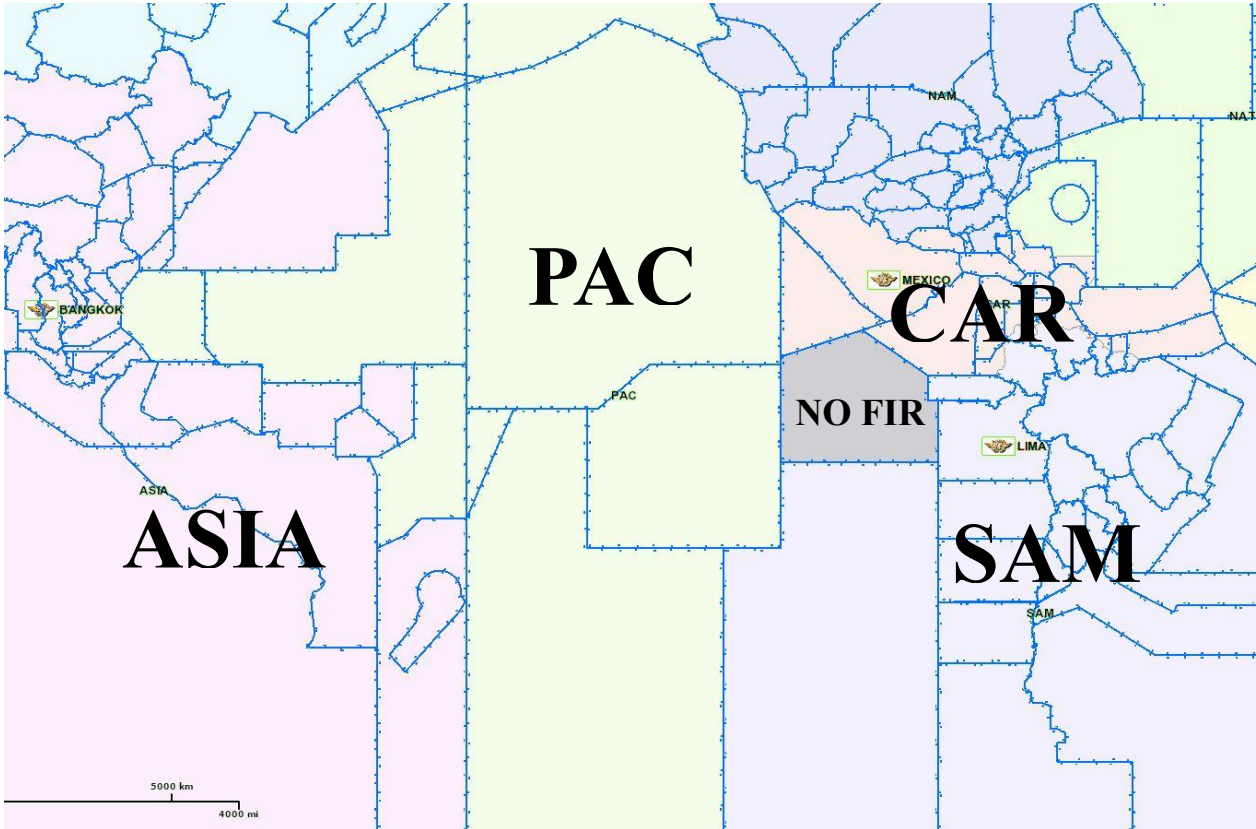 NAM
NAT
PAC
MEXICO
CAR
CAR
BANGKOK
PAC
NO FIR
LIMA
ASIA
ASIA
SAM
SAM
5000 km
4000 mi